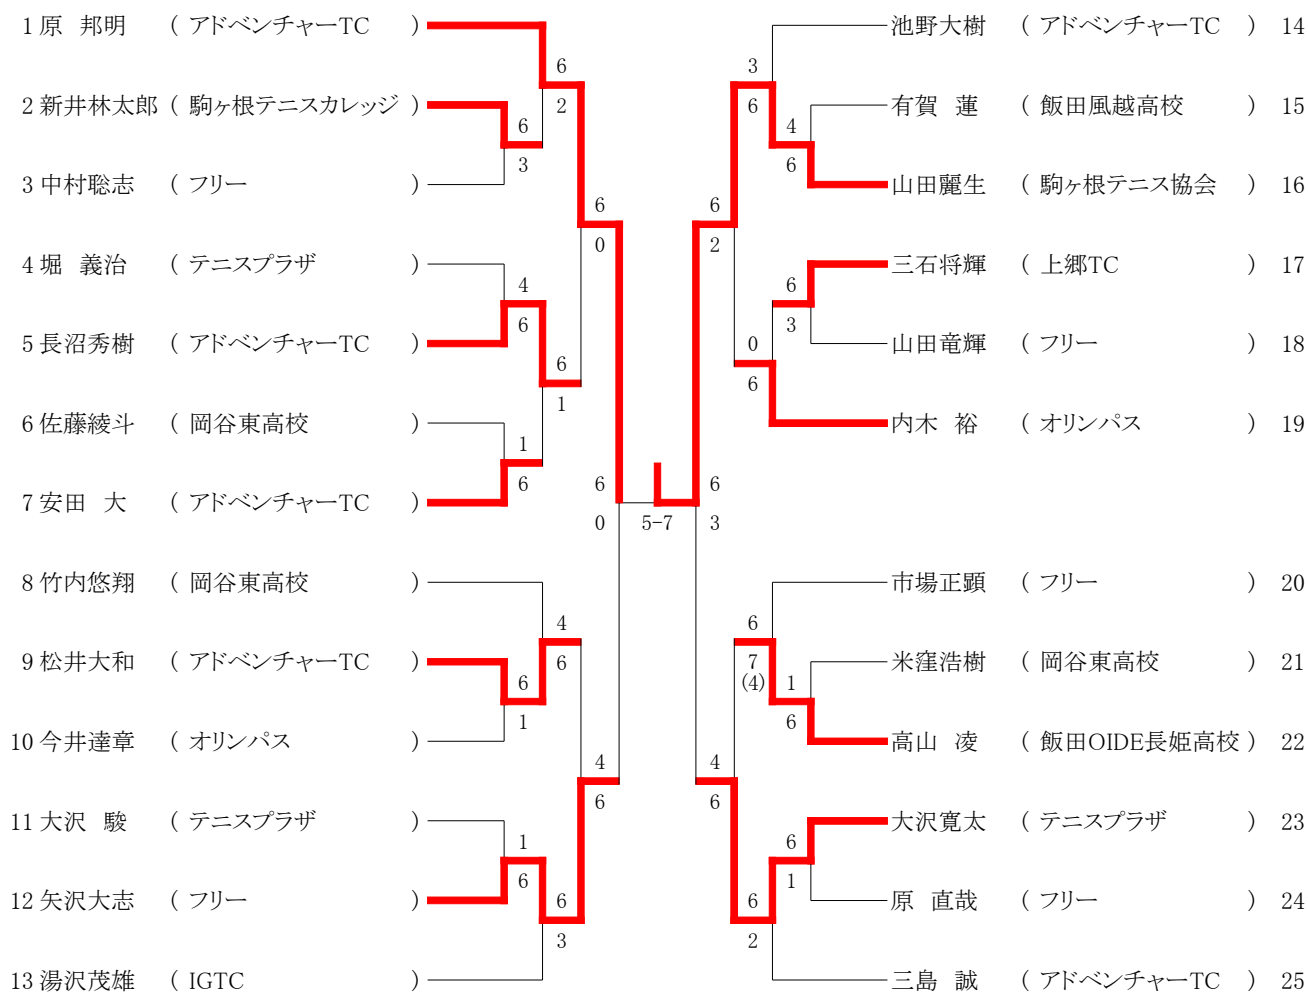 1 原　邦明 ( アドベンチャーTC )
6
2
2 新井林太郎 ( 駒ヶ根テニスカレッジ )
6
3
3 中村聡志 ( フリー )
6
0
4 堀　義治 ( テニスプラザ )
4
6
5 長沼秀樹 ( アドベンチャーTC )
6
1
6 佐藤綾斗 ( 岡谷東高校 )
1
6
7 安田　大 ( アドベンチャーTC )
6
0
8 竹内悠翔 ( 岡谷東高校 )
4
6
9 松井大和 ( アドベンチャーTC )
6
1
10 今井達章 ( オリンパス )
4
6
11 大沢　駿 ( テニスプラザ )
1
6
12 矢沢大志 ( フリー )
6
3
13 湯沢茂雄 ( IGTC )
5-7
池野大樹 ( アドベンチャーTC ) 14
3
6
有賀　蓮 ( 飯田風越高校 ) 15
4
6
山田麗生 ( 駒ヶ根テニス協会 ) 16
6
2
三石将輝 ( 上郷TC ) 17
6
3
山田竜輝 ( フリー ) 18
0
6
内木　裕 ( オリンパス ) 19
6
3
市場正顕 ( フリー ) 20
6
7
(4)
米窪浩樹 ( 岡谷東高校 ) 21
1
6
高山　凌 ( 飯田OIDE長姫高校 ) 22
4
6
大沢寛太 ( テニスプラザ ) 23
6
1
原　直哉 ( フリー ) 24
6
2
三島　誠 ( アドベンチャーTC ) 25